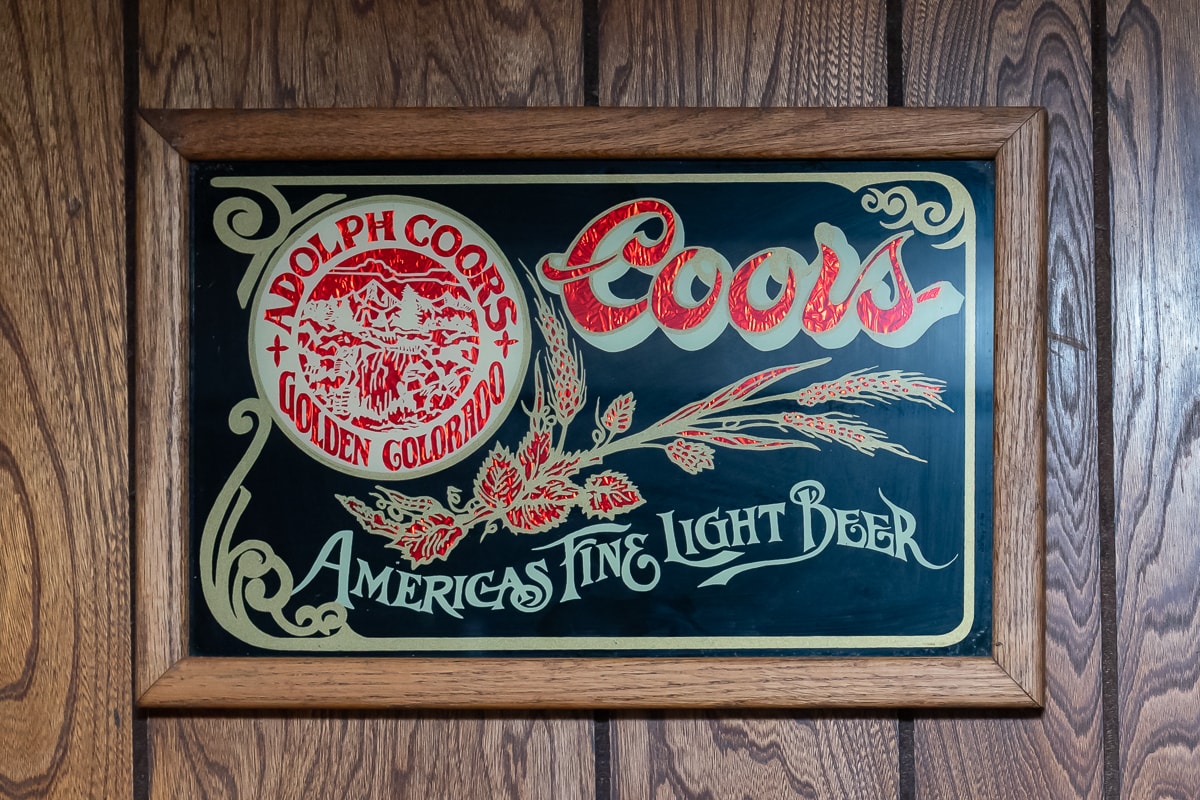 ADOLPH COORS
GOLDEN COLORADO
Coors
AMERICAS FINE LIGHT BEER